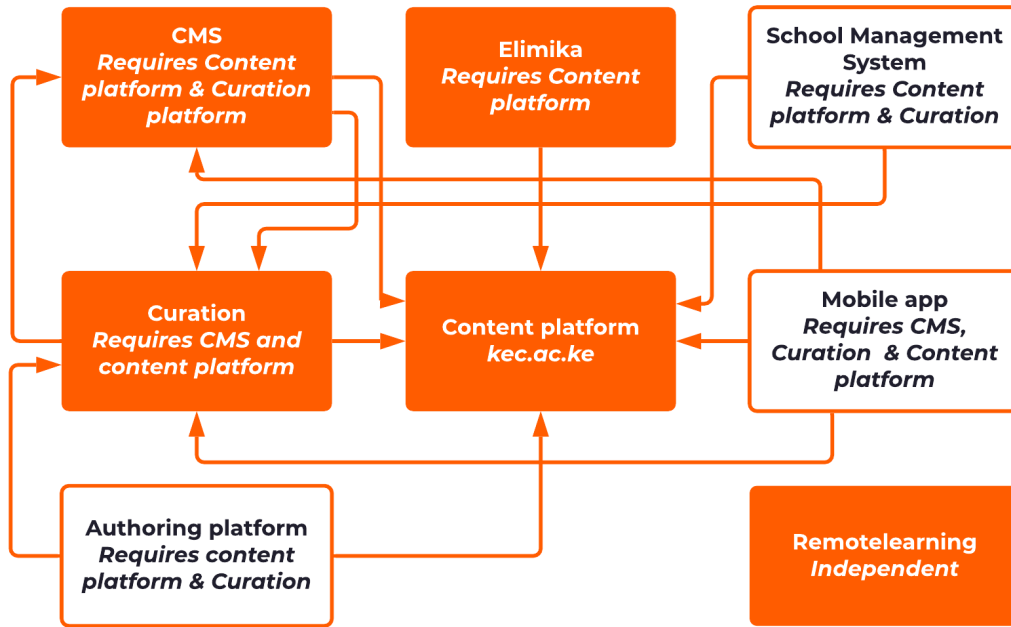 CMS
Requires Content
platform & Curation
platform
Elimika
Requires Content
platform
School Management
System
Requires Content
platform & Curation
Curation
Requires CMS and
content platform
Content platform
kec.ac.ke
Mobile app
Requires CMS,
Curation & Content
platform
Authoring platform
Requires content
platform & Curation
Remotelearning
Independent